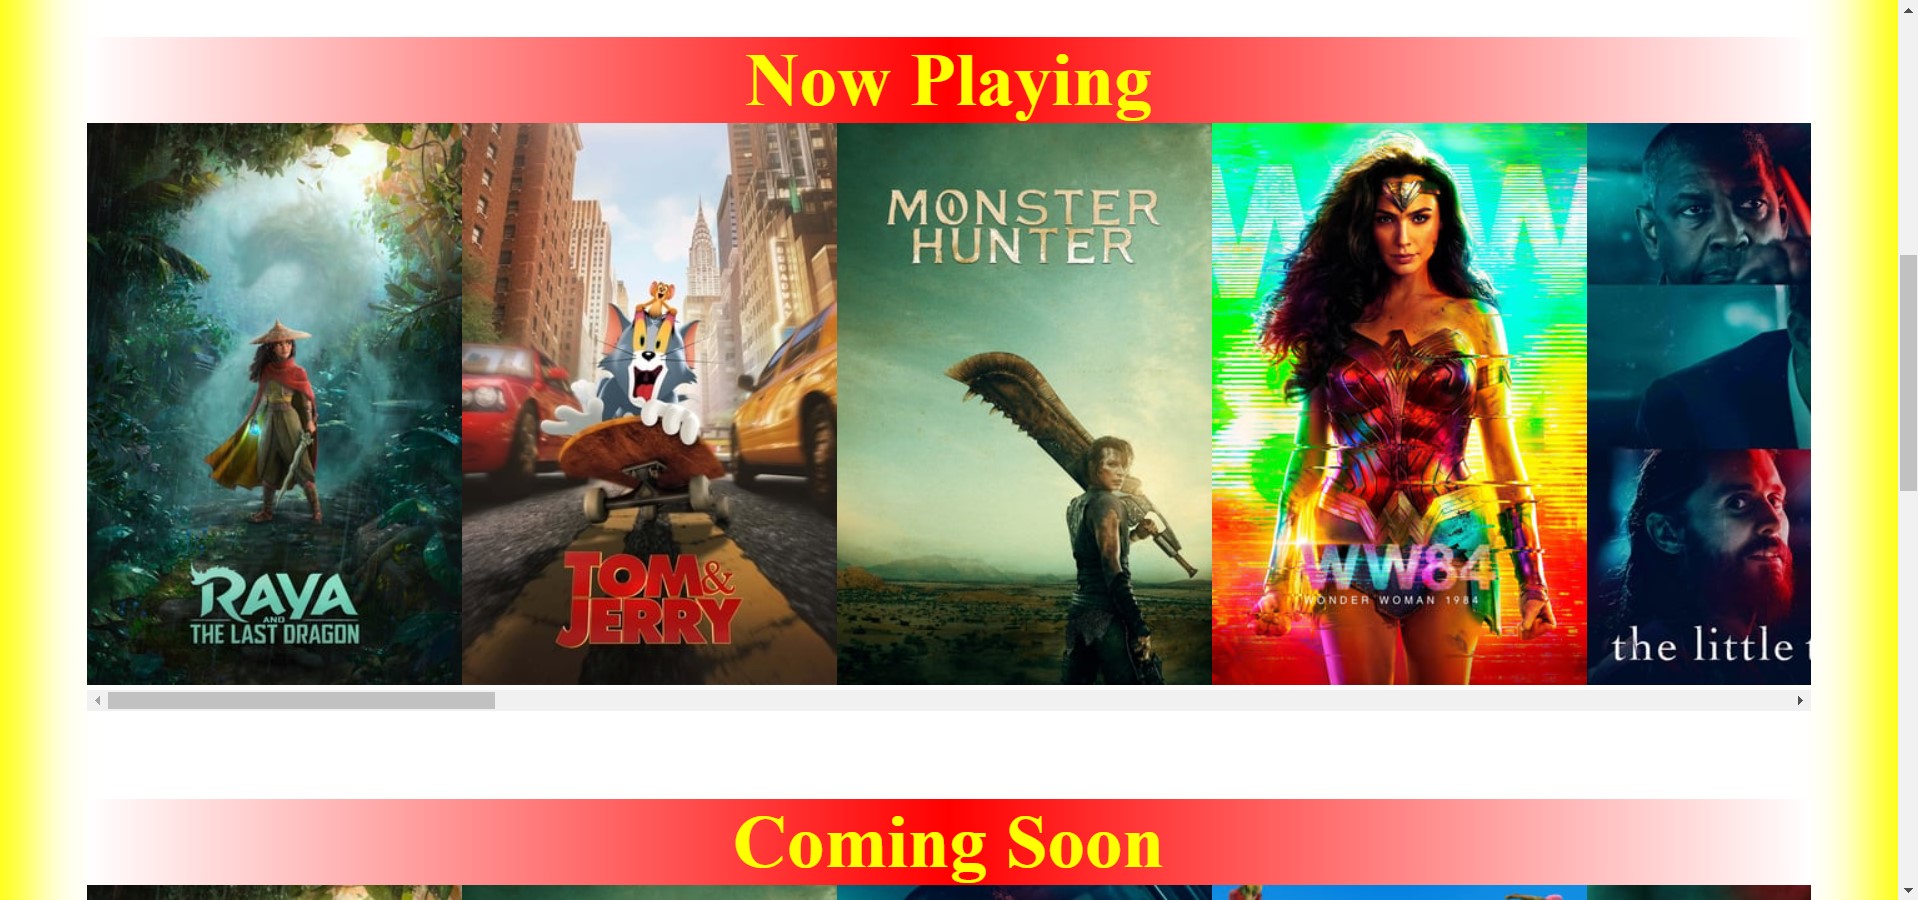 Now Playing
RAYA
AND
THE LAST DRAGON
TOM &
JERRY
MONSTER
HUNTER
WW84
WONDER WOMAN 1984
the little
Coming Soon